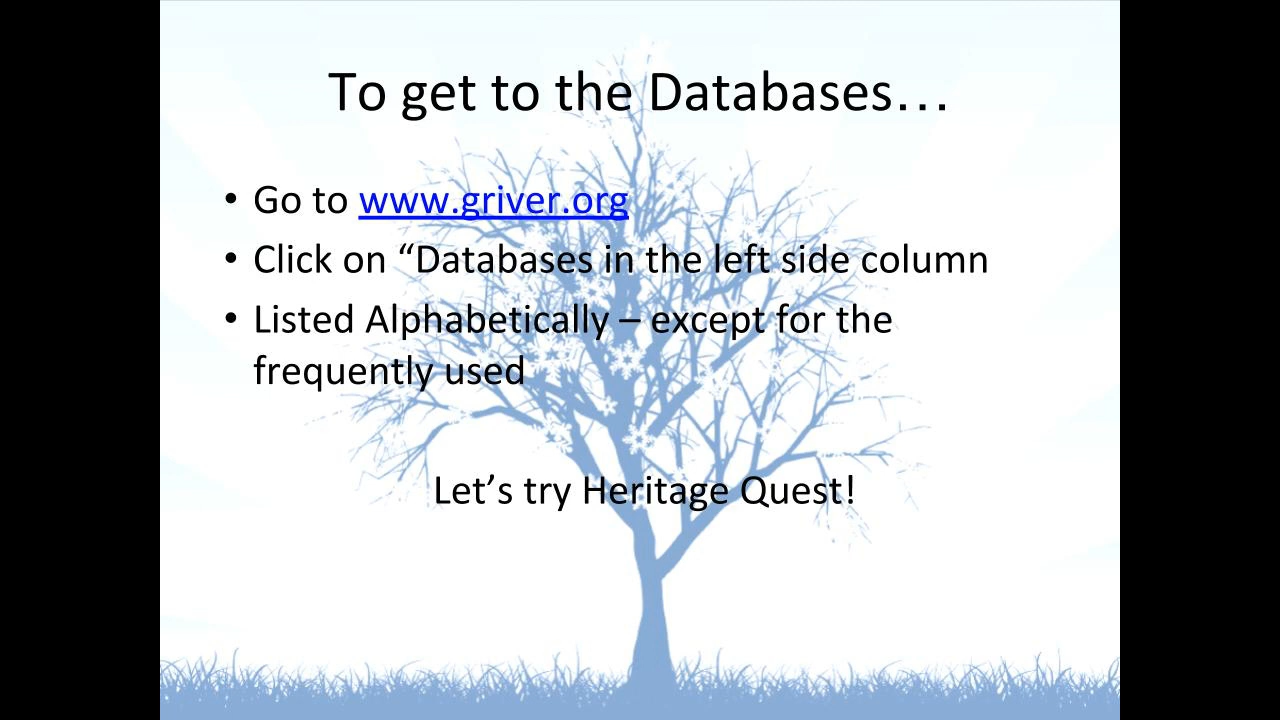 To get to the Databases…
• Go to www.griver.org
• Click on “Databases in the left side column
• Listed Alphabetically – except for the
frequently used
Let’s try Heritage Quest!